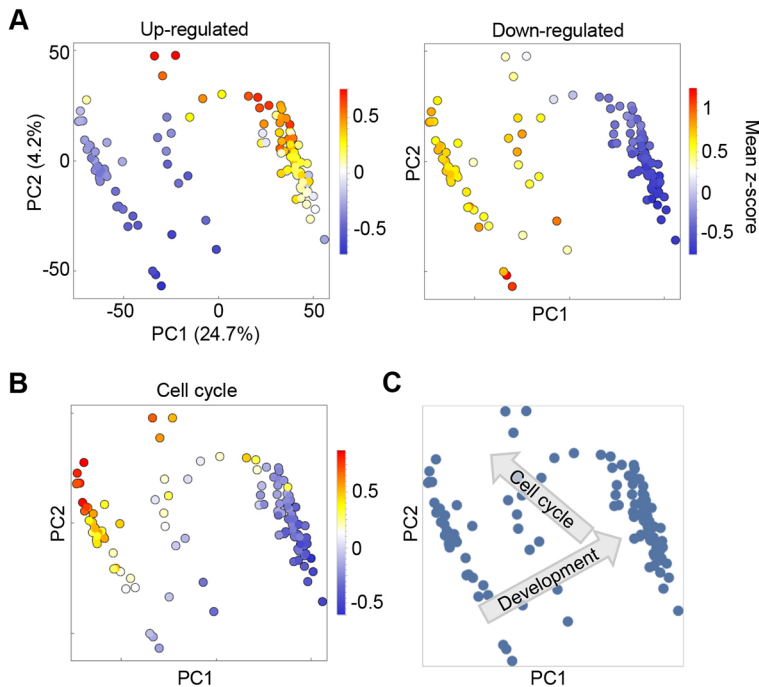 A
Up-regulated
Down-regulated
50
0
-50
PC2 (4.2%)
-50
0
50
PC1 (24.7%)
0.5
0
-0.5
PC2
PC1
1
0.5
0
-0.5
Mean z-score
B
Cell cycle
PC2
PC1
0.5
0
-0.5
C
PC2
Cell cycle
Development
PC1